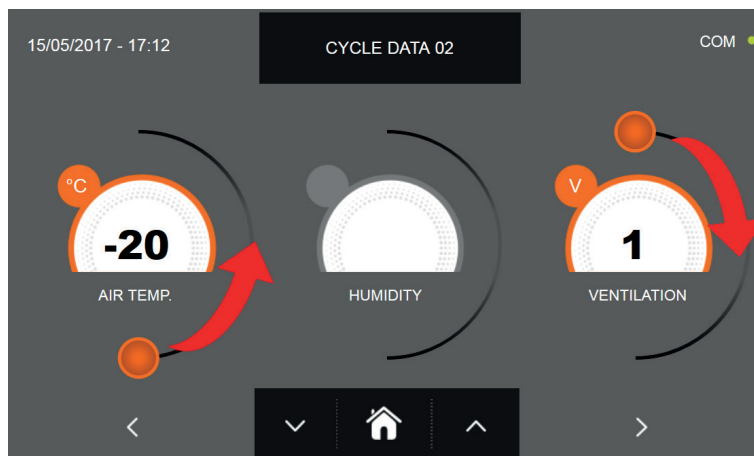 15/05/2017 - 17:12
CYCLE DATA 02
COM
°C
V
-20
1
AIR TEMP.
HUMIDITY
VENTILATION